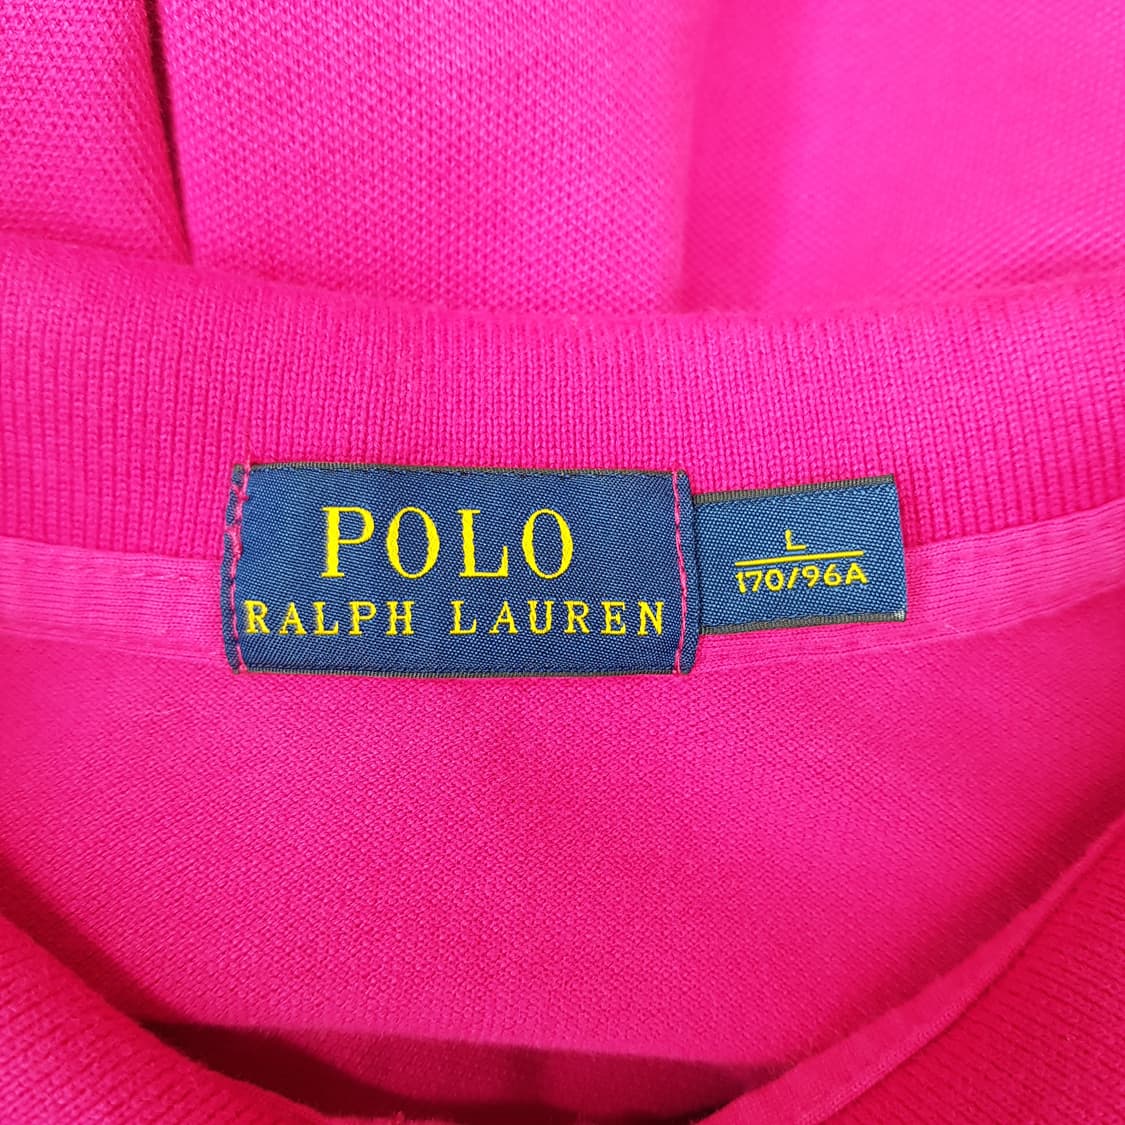 POLO
RALPH LAUREN
L
170/96A